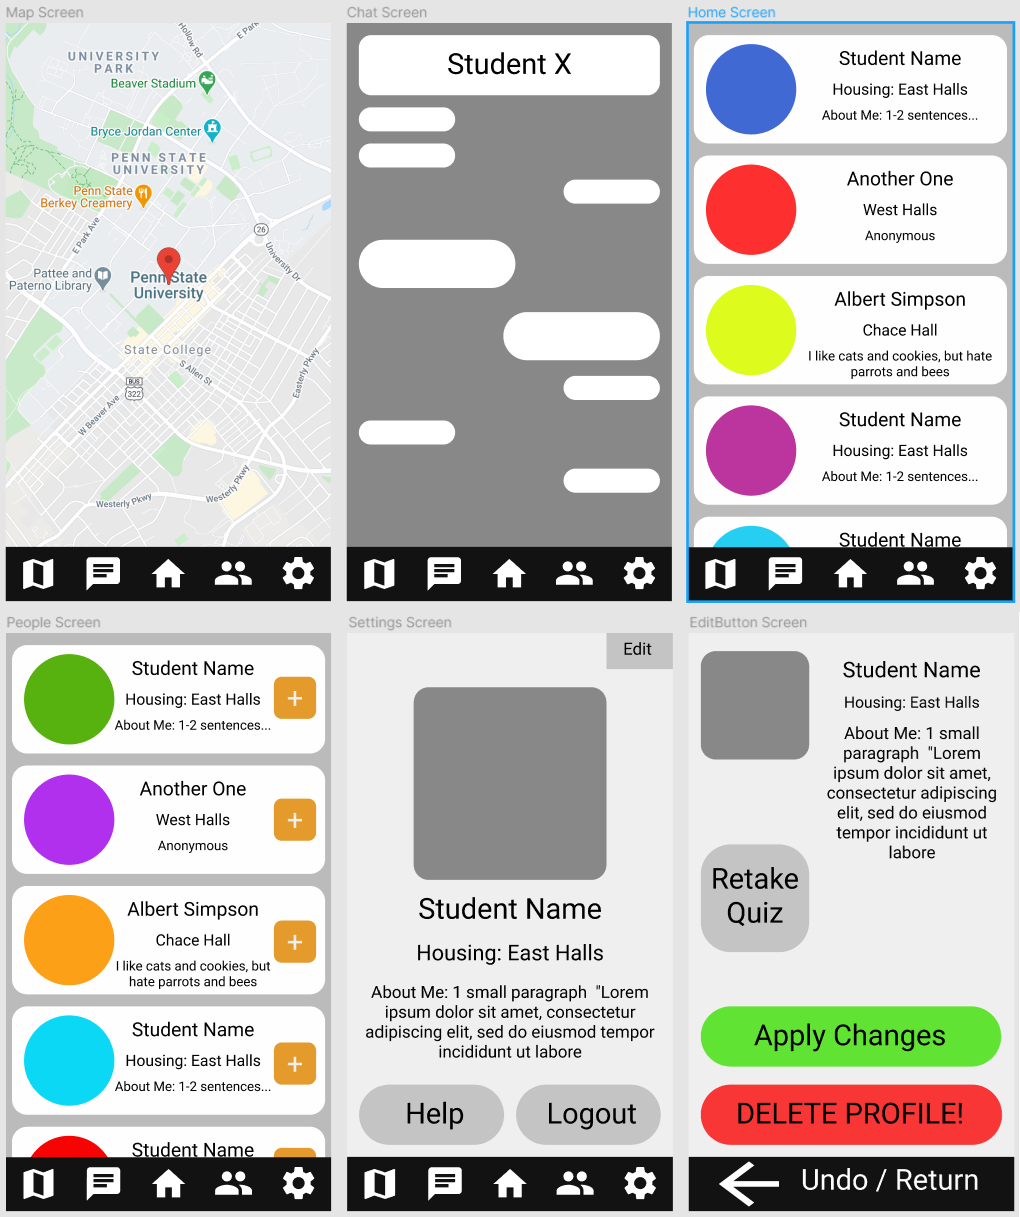 Map Screen
Hollow Rd
E Park
UNIVERSITY
PARK
Beaver Stadium
Bryce Jordan Center
PENN STATE
UNIVERSITY
Penn State
Berkey Creamery
E Park Ave
26
University Dr
Pattee and
Paterno Library
Penn State
University
State College
S Allen St
Easterly Pkwy
BUS
322
W Beaver Ave
Westerly Pkwy
Westerly Pkwy
Chat Screen
Student X
Home Screen
Student Name
Housing: East Halls
About Me: 1-2 sentences...
Another One
West Halls
Anonymous
Albert Simpson
Chace Hall
I like cats and cookies, but hate
parrots and bees
Student Name
Housing: East Halls
About Me: 1-2 sentences...
Student Name
People Screen
Student Name
Housing: East Halls
About Me: 1-2 sentences...
+
Another One
West Halls
Anonymous
+
Albert Simpson
Chace Hall
I like cats and cookies, but
hate parrots and bees
+
Student Name
Housing: East Halls
About Me: 1-2 sentences...
+
Student Name
Settings Screen
Edit
Student Name
Housing: East Halls
About Me: 1 small paragraph "Lorem
ipsum dolor sit amet, consectetur
adipiscing elit, sed do eiusmod tempor
incididunt ut labore
Help
Logout
EditButton Screen
Student Name
Housing: East Halls
About Me: 1 small
paragraph "Lorem
ipsum dolor sit amet,
consectetur adipiscing
elit, sed do eiusmod
tempor incididunt ut
labore
Retake
Quiz
Apply Changes
DELETE PROFILE!
Undo / Return